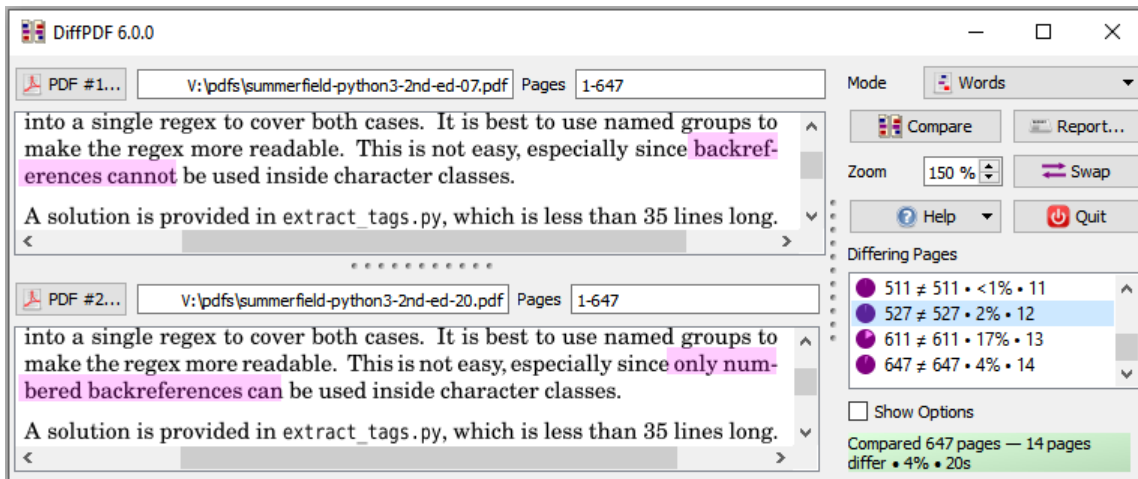 DiffPDF 6.0.0
PDF #1...
V:\pdfs\summerfield-python3-2nd-ed-07.pdf
Pages
1-647
into a single regex to cover both cases. It is best to use named groups to
make the regex more readable. This is not easy, especially since backref-
erences cannot be used inside character classes.
A solution is provided in extract_tags.py, which is less than 35 lines long.
PDF #2...
V:\pdfs\summerfield-python3-2nd-ed-20.pdf
Pages
1-647
into a single regex to cover both cases. It is best to use named groups to
make the regex more readable. This is not easy, especially since only num-
bered backreferences can be used inside character classes.
A solution is provided in extract_tags.py, which is less than 35 lines long.
Mode
Words
Compare
Report...
Zoom
150 %
Swap
Help
Quit
Differing Pages
511 ≠ 511 • <1% • 11
527 ≠ 527 • 2% • 12
611 ≠ 611 • 17% • 13
647 ≠ 647 • 4% • 14
Show Options
Compared 647 pages — 14 pages
differ • 4% • 20s